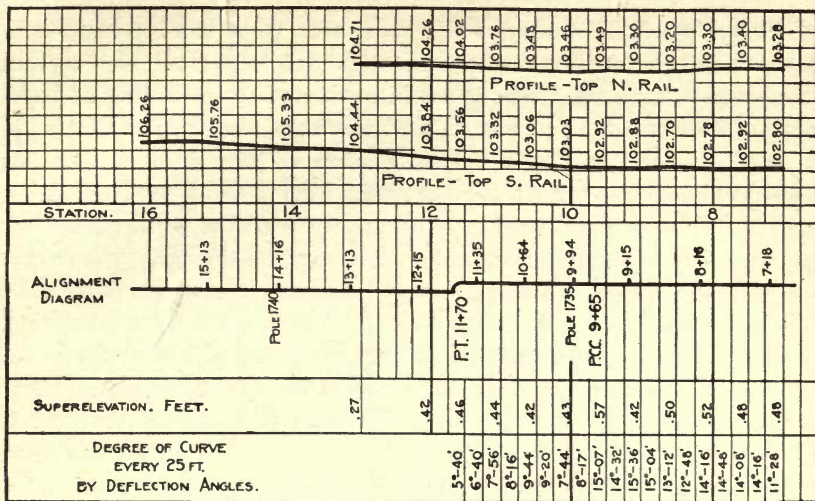 104.71 104.26 104.02 103.76 103.48 103.46 103.49 103.30 103.20 103.30 103.40 103.28
PROFILE-TOP N. RAIL
106.26 105.76 105.33 104.44 103.84 103.56 103.32 103.06 103.03 102.92 102.88 102.70 102.78 102.92 102.80
PROFILE-TOP S. RAIL
STATION. 16 14 12 10 8
ALIGNMENT
DIAGRAM
15+13 14+16 13+13 12+15 11+35 10+64 9+94 9+15 8+16 7+18
POLE 1740 P.T. 11+70 POLE 1735 P.C.C. 9+65
SUPERELEVATION. FEET. .27 .42 .46 .44 .42 .43 .57 .42 .50 .52 .48 .48
DEGREE OF CURVE
EVERY 25 FT.
BY DEFLECTION ANGLES.
5°-40' 6°-40' 7°-56' 8°-16' 9°-44' 9°-20' 7°-44' 8°-17' 15°-07' 14°-32' 15°-36' 15°-04' 13°-12' 12°-48' 14°-16' 14°-48' 14°-08' 14°-16' 11°-28'